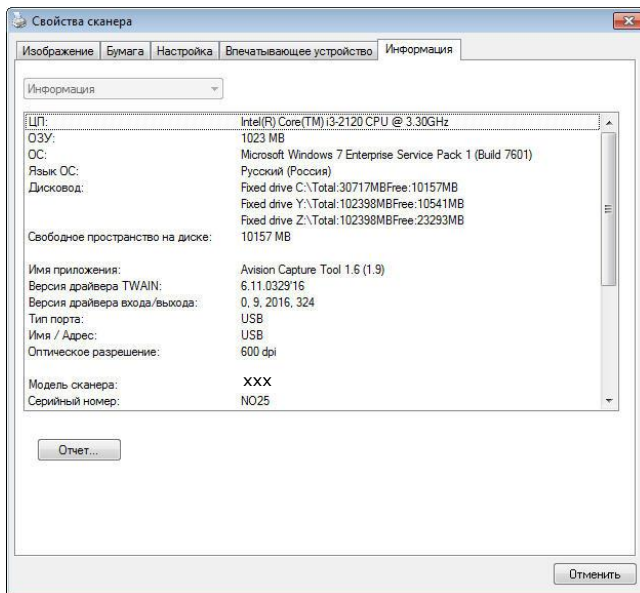 Свойства сканера
Изображение Бумага Настройка Впечатывающее устройство Информация
Информация
ЦП: Intel(R) Core(TM) i3-2120 CPU @ 3.30GHz
ОЗУ: 1023 MB
ОС: Microsoft Windows 7 Enterprise Service Pack 1 (Build 7601)
Язык ОС: Русский (Россия)
Дисковод: Fixed drive C:\Total:30717MBFree:10157MB
Fixed drive Y:\Total:102398MBFree:10541MB
Fixed drive Z:\Total:102398MBFree:23293MB
Свободное пространство на диске: 10157 MB
Имя приложения: Avision Capture Tool 1.6 (1.9)
Версия драйвера TWAIN: 6.11.0329'16
Версия драйвера входа/выхода: 0, 9, 2016, 324
Тип порта: USB
Имя / Адрес: USB
Оптическое разрешение: 600 dpi
Модель сканера: XXX
Серийный номер: NO25
Отчет...
Отменить